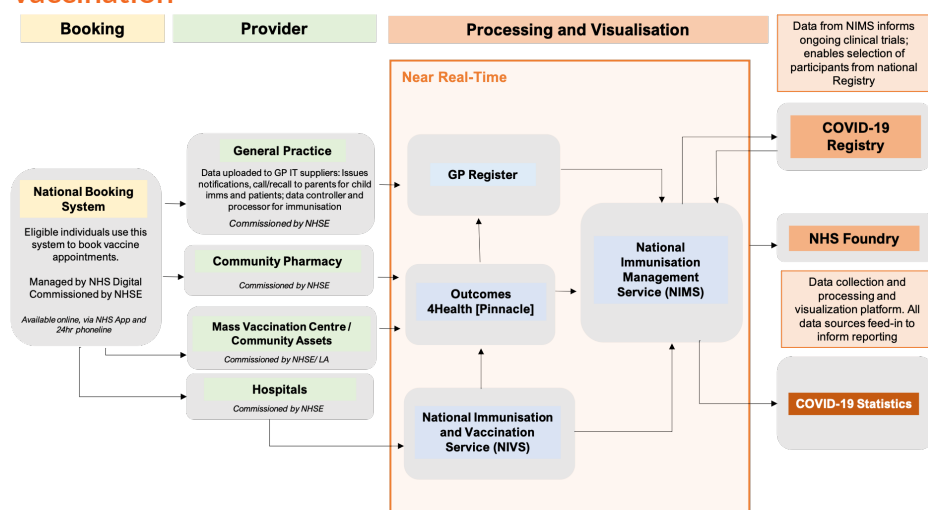 Booking
Provider
Processing and Visualisation
Data from NIMS informs
ongoing clinical trials;
enables selection of
participants from national
Registry
Near Real-Time
National Booking
System
Eligible individuals use this
system to book vaccine
appointments.
Managed by NHS Digital
Commissioned by NHSE
Available online, via NHS App and
24hr phoneline
General Practice
Data uploaded to GP IT suppliers: Issues
notifications, call/recall to parents for child
imms and patients; data controller and
processor for immunisation
Commissioned by NHSE
Community Pharmacy
Commissioned by NHSE
Mass Vaccination Centre /
Community Assets
Commissioned by NHSE/ LA
Hospitals
Commissioned by NHSE
GP Register
Outcomes
4Health [Pinnacle]
National Immunisation
and Vaccination
Service (NIVS)
National
Immunisation
Management
Service (NIMS)
COVID-19
Registry
NHS Foundry
Data collection and
processing and
visualization platform. All
data sources feed-in to
inform reporting
COVID-19 Statistics